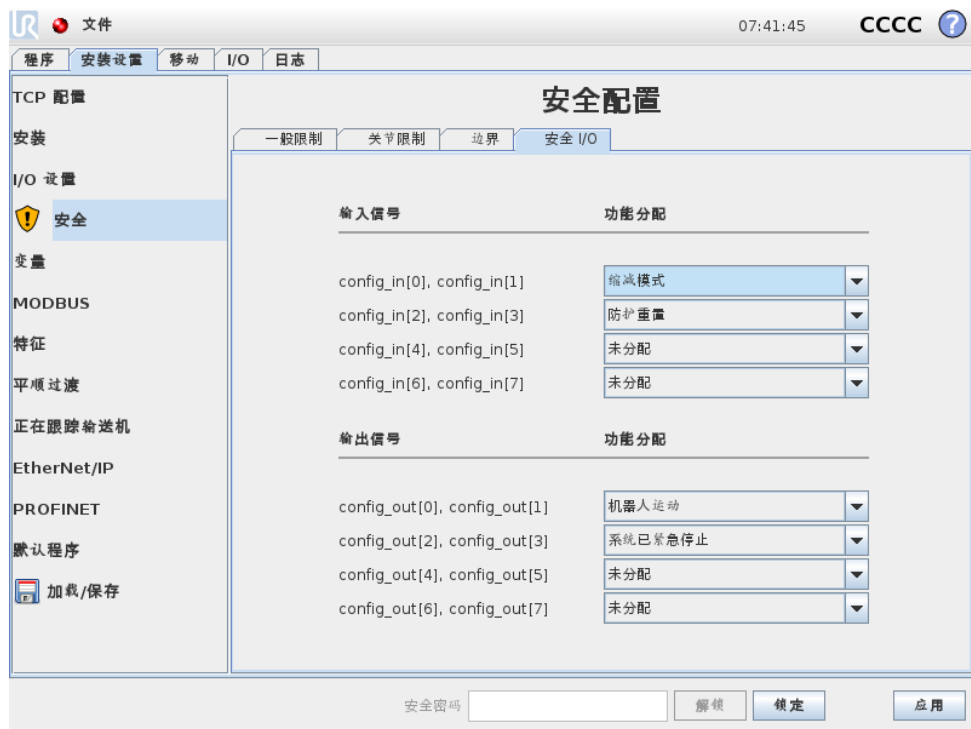 UR 文件 07:41:45 CCCC ?
程序 安装设置 移动 I/O 日志
TCP 配置
安装
I/O 设置
安全
变量
MODBUS
特征
平顺过渡
正在跟踪输送机
EtherNet/IP
PROFINET
默认程序
加载/保存
安全配置
一般限制 关节限制 边界 安全 I/O
输入信号 功能分配
config_in[0], config_in[1] 缩减模式
config_in[2], config_in[3] 防护重置
config_in[4], config_in[5] 未分配
config_in[6], config_in[7] 未分配
输出信号 功能分配
config_out[0], config_out[1] 机器人运动
config_out[2], config_out[3] 系统已紧急停止
config_out[4], config_out[5] 未分配
config_out[6], config_out[7] 未分配
安全密码 解锁 锁定 应用